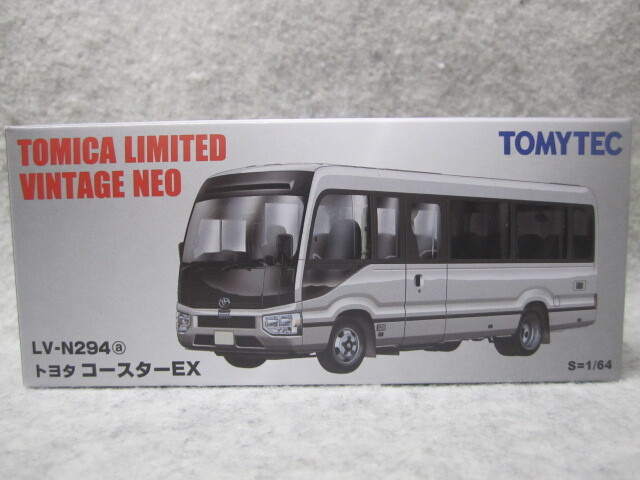 TOMICA LIMITED
VINTAGE NEO
TOMYTEC
LV-N294ⓐ
トヨタ コースターEX
S=1/64